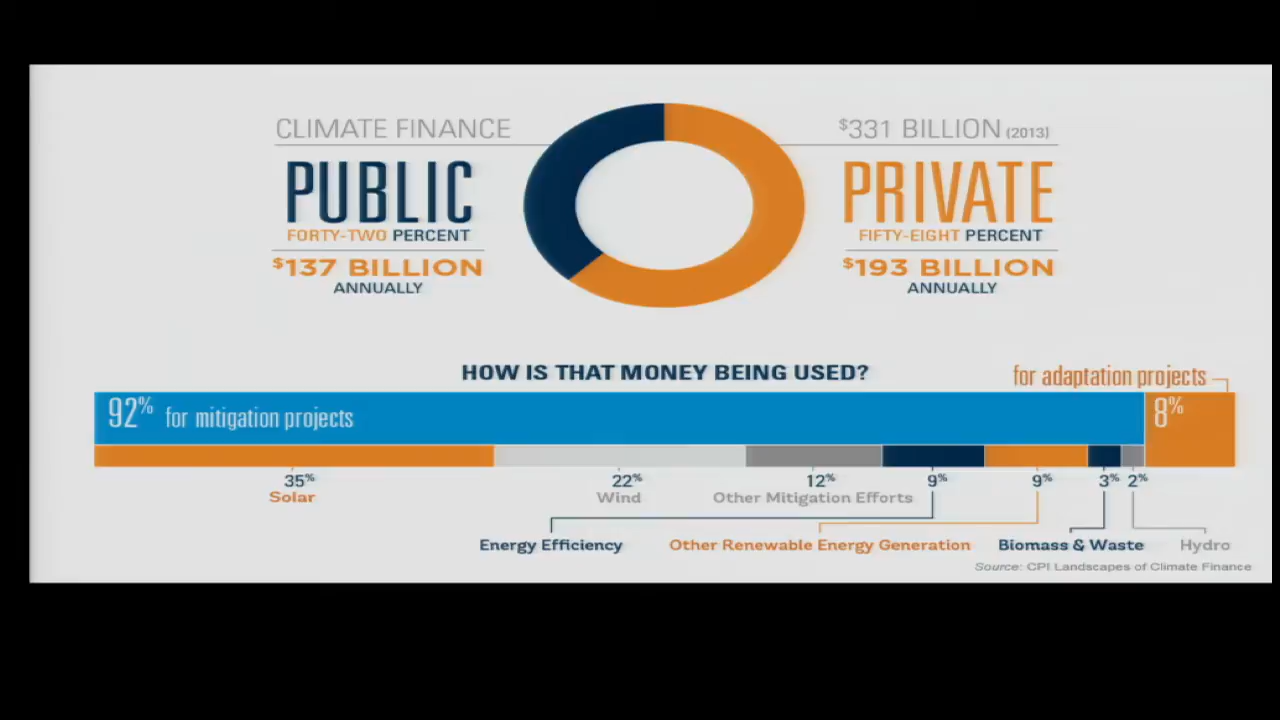 CLIMATE FINANCE
$331 BILLION (2013)
PUBLIC
FORTY-TWO PERCENT
$137 BILLION
ANNUALLY
PRIVATE
FIFTY-EIGHT PERCENT
$193 BILLION
ANNUALLY
HOW IS THAT MONEY BEING USED?
for adaptation projects
92% for mitigation projects
8%
35%
Solar
22%
Wind
12%
Other Mitigation Efforts
9%
Energy Efficiency
9%
Other Renewable Energy Generation
3%
Biomass & Waste
2%
Hydro
Source: CPI Landscapes of Climate Finance